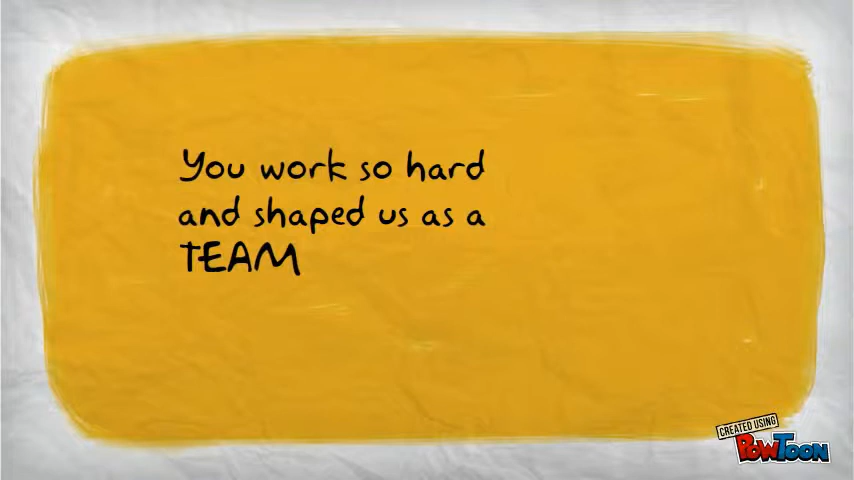 You work so hard
and shaped us as a
TEAM
CREATED USING
POWTOON